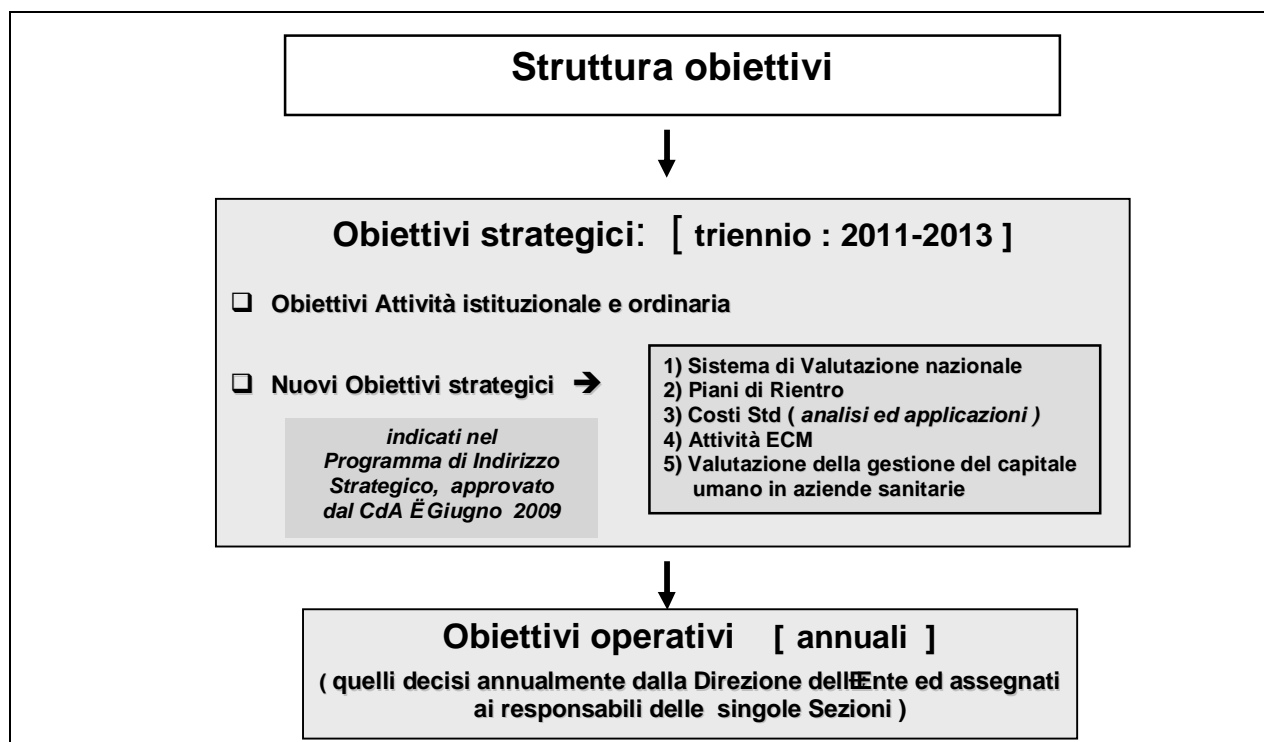 Struttura obiettivi
Obiettivi strategici: [ triennio : 2011-2013 ]
❑ Obiettivi Attività istituzionale e ordinaria
❑ Nuovi Obiettivi strategici ➔
indicati nel
Programma di Indirizzo
Strategico, approvato
dal CdA Ë Giugno 2009
1) Sistema di Valutazione nazionale
2) Piani di Rientro
3) Costi Std ( analisi ed applicazioni )
4) Attività ECM
5) Valutazione della gestione del capitale
umano in aziende sanitarie
Obiettivi operativi [ annuali ]
( quelli decisi annualmente dalla Direzione ed assegnati
ai responsabili delle singole Sezioni )